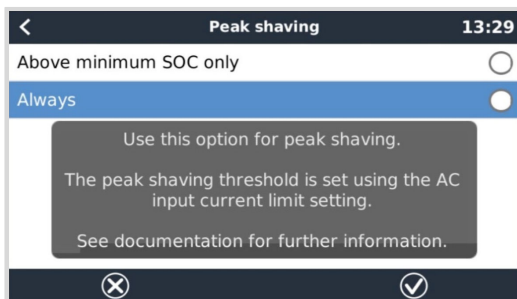 Peak shaving 13:29
Above minimum SOC only
Always
Use this option for peak shaving.
The peak shaving threshold is set using the AC
input current limit setting.
See documentation for further information.